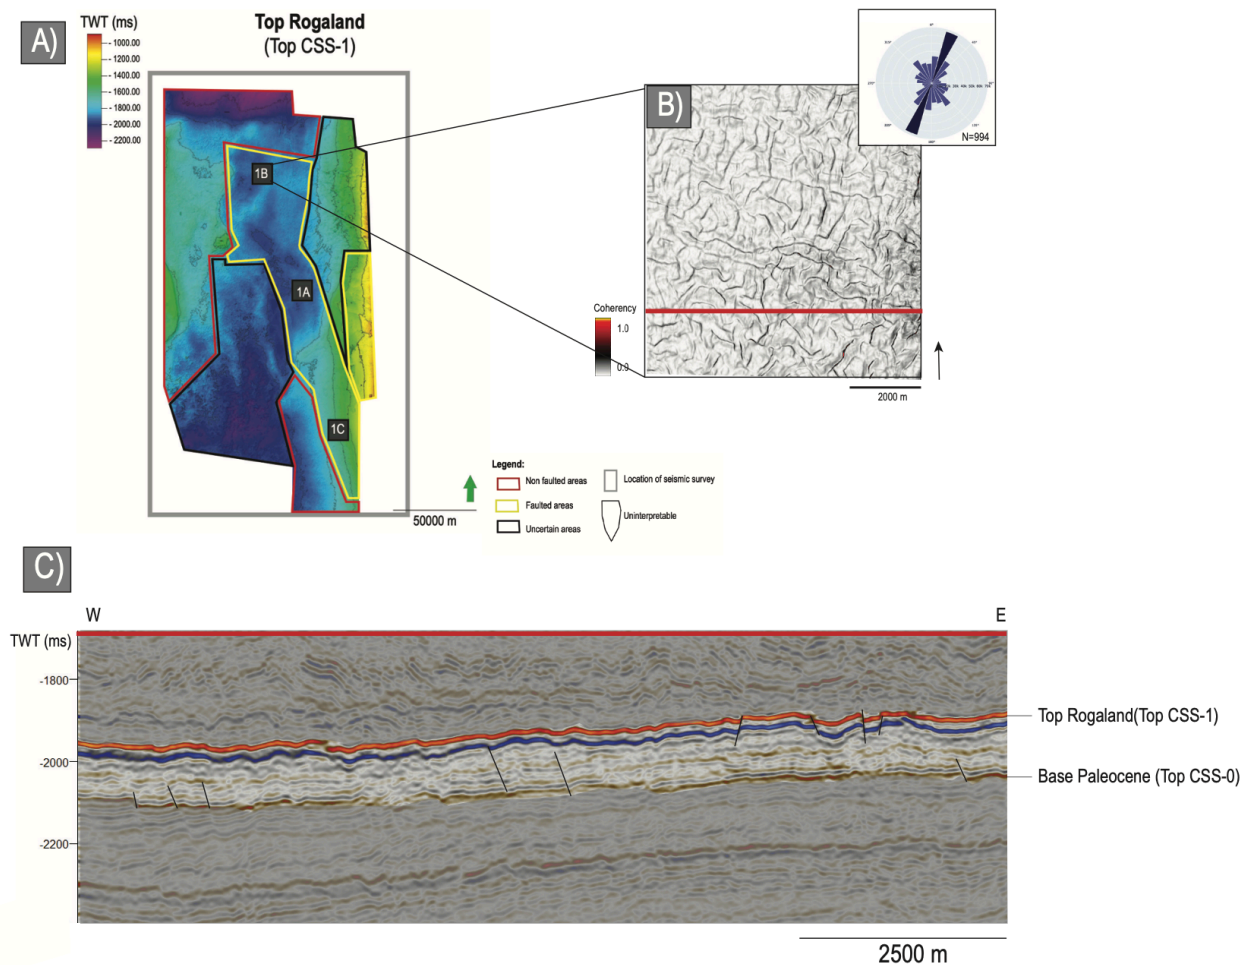 A)
TWT (ms)
- 1000.00
- 1200.00
- 1400.00
- 1600.00
- 1800.00
- 2000.00
- 2200.00
Top Rogaland
(Top CSS-1)
1B
1A
1C
50000 m
Legend:
Non faulted areas
Faulted areas
Uncertain areas
Location of seismic survey
Uninterpretable
B)
Coherency
1.0
2000 m
N=994
C)
W
E
TWT (ms)
-1800
-2000
-2200
Top Rogaland(Top CSS-1)
Base Paleocene (Top CSS-0)
2500 m